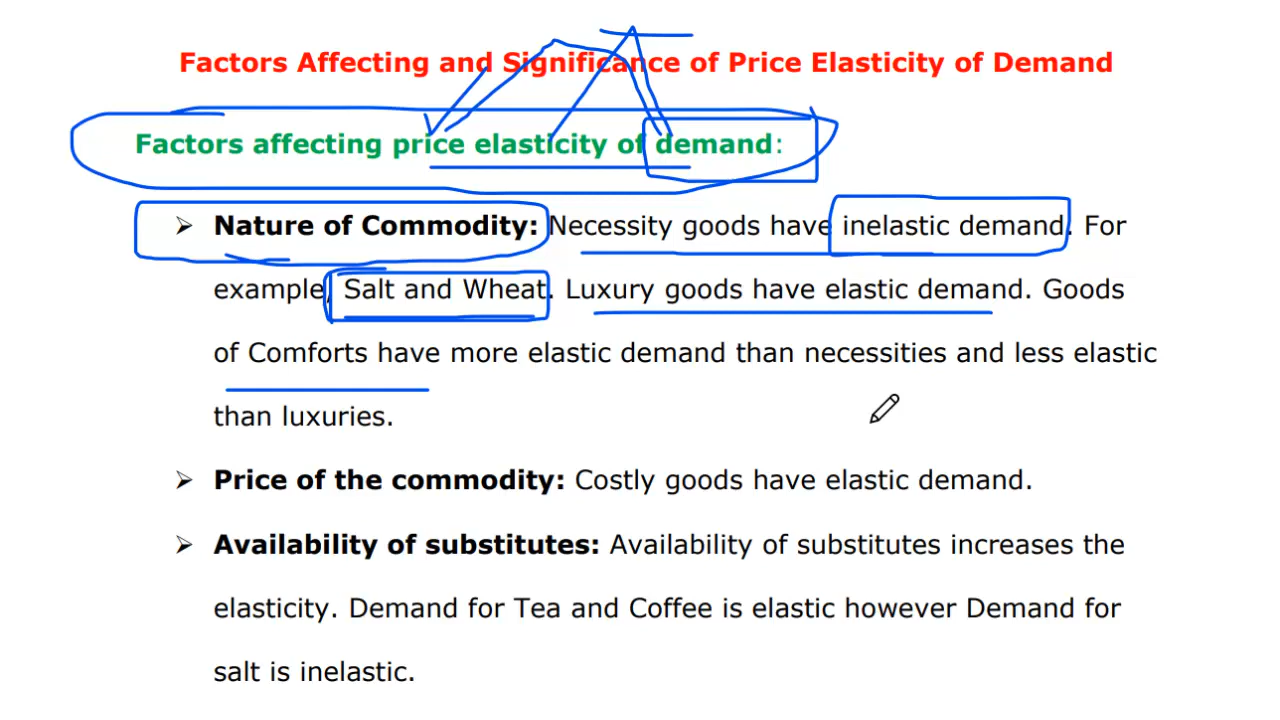 Factors Affecting and Significance of Price Elasticity of Demand
Factors affecting price elasticity of demand:
➢ Nature of Commodity: Necessity goods have inelastic demand. For
example, Salt and Wheat. Luxury goods have elastic demand. Goods
of Comforts have more elastic demand than necessities and less elastic
than luxuries.
➢ Price of the commodity: Costly goods have elastic demand.
➢ Availability of substitutes: Availability of substitutes increases the
elasticity. Demand for Tea and Coffee is elastic however Demand for
salt is inelastic.